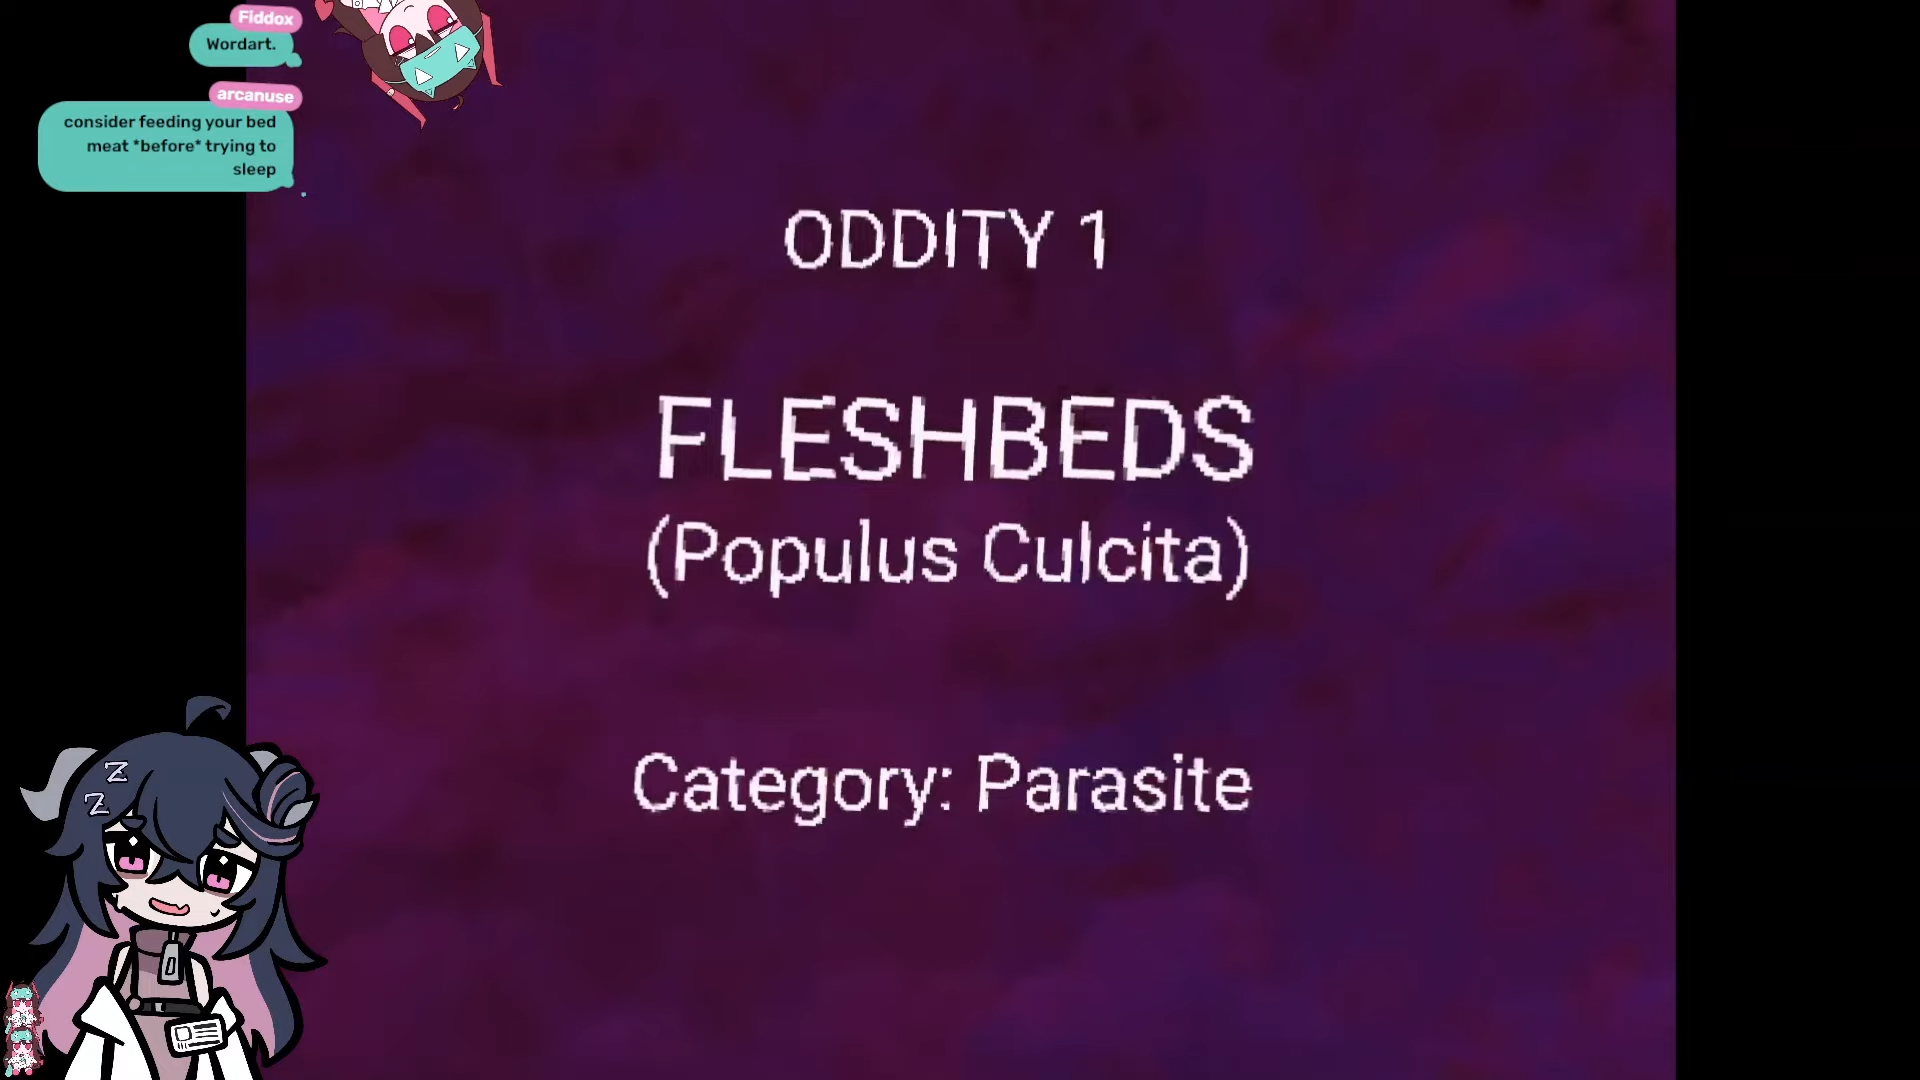 Fiddox
Wordart.
arcanuse
consider feeding your bed
meat *before* trying to
sleep
ODDITY 1
FLESHBEDS
(Populus Culcita)
Category: Parasite
Z
Z
0